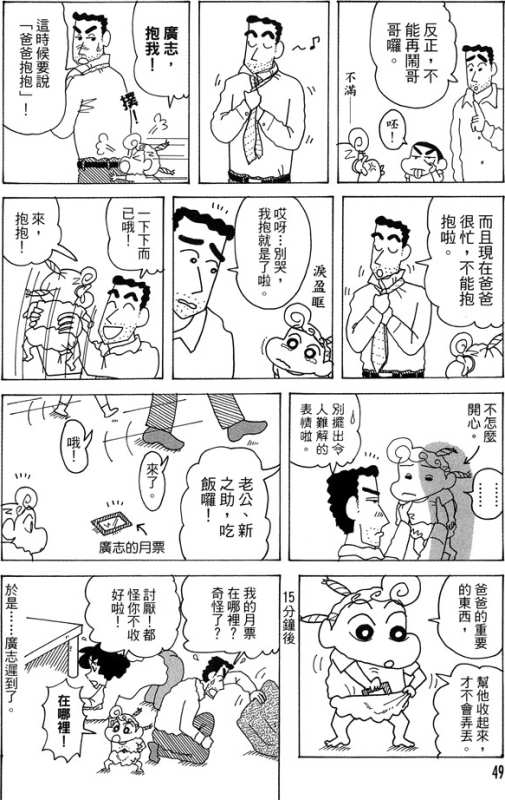 反正，不
能再鬧哥
哥囉。
呸！
不滿
廣志，
抱我！
撲！
這時候要說
「爸爸抱抱」！
而且現在爸爸
很忙，不能抱
抱啦。
哎呀…別哭，
我抱就是了啦。
淚盈眶
一下下而
已哦！
來，
抱抱！
不怎麼
開心。
………
別擺出令
人難解的
表情啦。
老公、新
之助，吃
飯囉！
來了。
哦！
廣志的月票
爸爸的重要
的東西，
幫他收起來，
才不會弄丟。
15分鐘後
我的月票
在哪裡？
奇怪了？
討厭！都
怪你不收
好啦！
在哪裡！
於是……廣志遲到了。
49